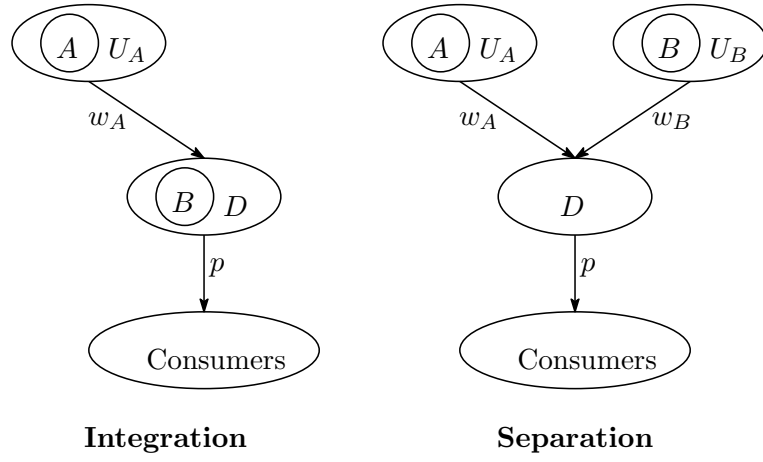 A U_A A U_A B U_B
w_A w_A w_B
B D D
p p
Consumers Consumers
Integration Separation